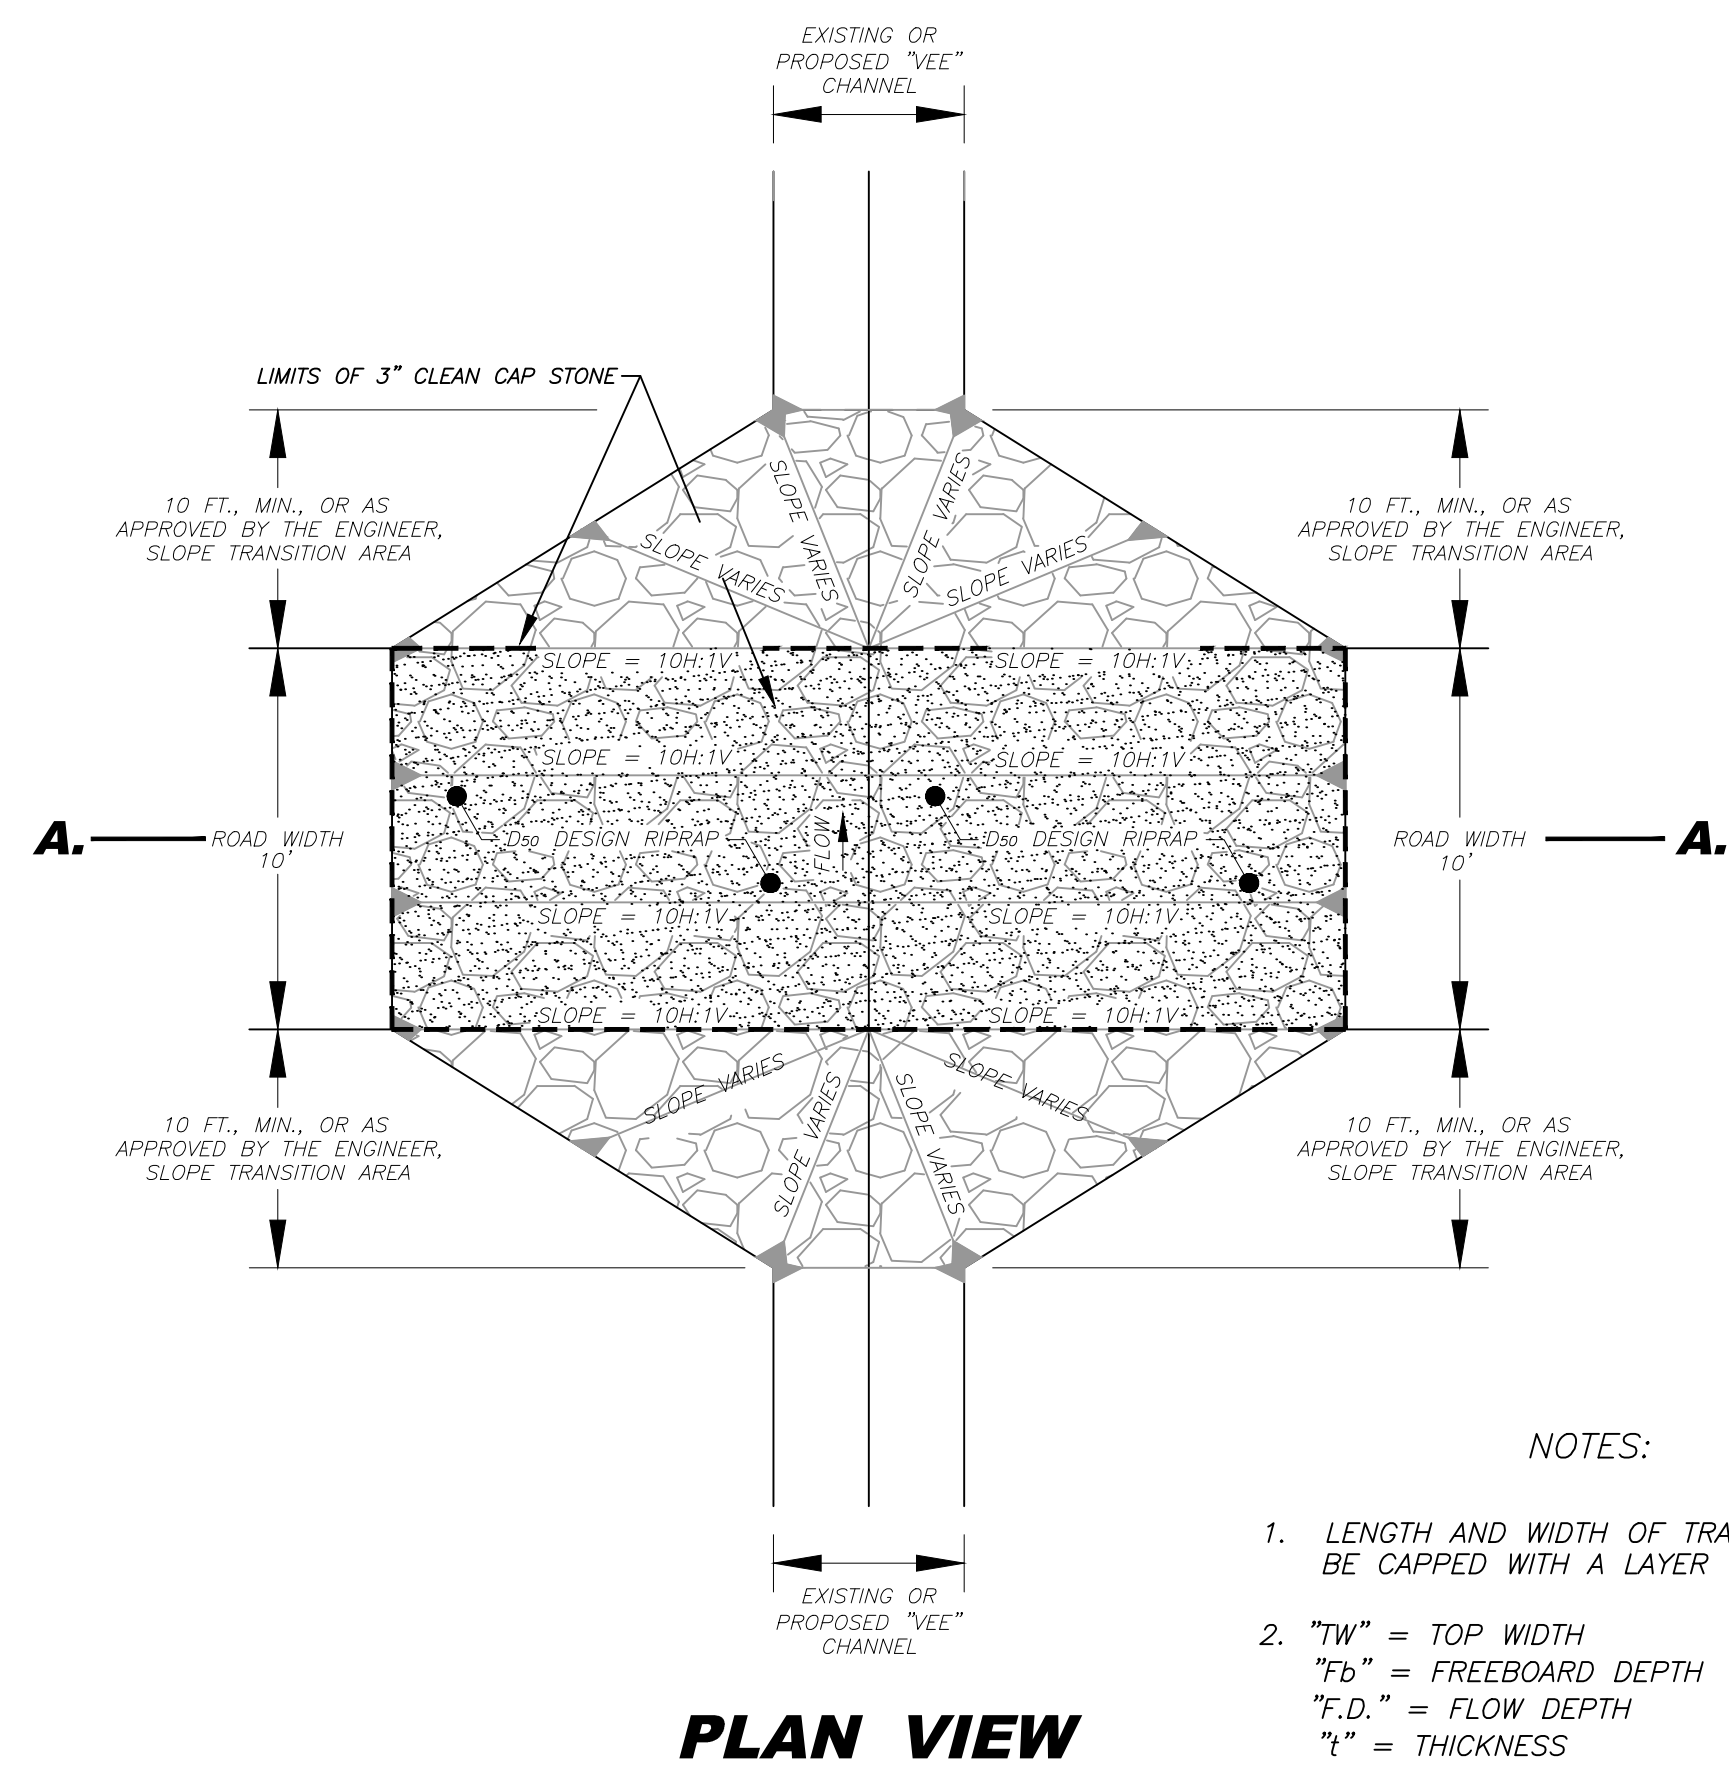 EXISTING OR
PROPOSED "VEE"
CHANNEL
LIMITS OF 3" CLEAN CAP STONE
10 FT., MIN., OR AS
APPROVED BY THE ENGINEER,
SLOPE TRANSITION AREA
10 FT., MIN., OR AS
APPROVED BY THE ENGINEER,
SLOPE TRANSITION AREA
SLOPE VARIES
SLOPE VARIES
SLOPE VARIES
SLOPE VARIES
SLOPE = 10H:1V
SLOPE = 10H:1V
SLOPE = 10H:1V
SLOPE = 10H:1V
A.
ROAD WIDTH
10'
D50 DESIGN RIPRAP
FLOW
D50 DESIGN RIPRAP
ROAD WIDTH
10'
A.
SLOPE = 10H:1V
SLOPE = 10H:1V
SLOPE = 10H:1V
SLOPE = 10H:1V
SLOPE VARIES
SLOPE VARIES
SLOPE VARIES
SLOPE VARIES
10 FT., MIN., OR AS
APPROVED BY THE ENGINEER,
SLOPE TRANSITION AREA
10 FT., MIN., OR AS
APPROVED BY THE ENGINEER,
SLOPE TRANSITION AREA
EXISTING OR
PROPOSED "VEE"
CHANNEL
PLAN VIEW
NOTES:
1. LENGTH AND WIDTH OF TRA
BE CAPPED WITH A LAYER
2. "TW" = TOP WIDTH
"Fb" = FREEBOARD DEPTH
"F.D." = FLOW DEPTH
"t" = THICKNESS